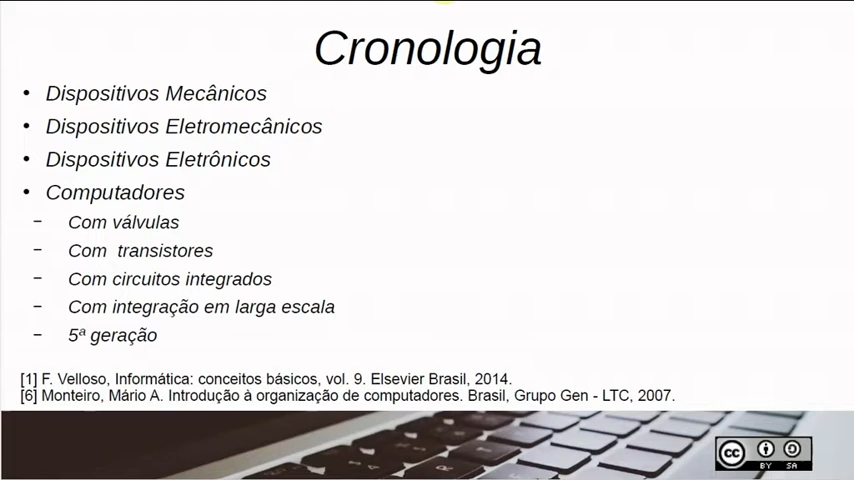 Cronologia
• Dispositivos Mecânicos
• Dispositivos Eletromecânicos
• Dispositivos Eletrônicos
• Computadores
– Com válvulas
– Com transistores
– Com circuitos integrados
– Com integração em larga escala
– 5ª geração
[1] F. Velloso, Informática: conceitos básicos, vol. 9. Elsevier Brasil, 2014.
[6] Monteiro, Mário A. Introdução à organização de computadores. Brasil, Grupo Gen - LTC, 2007.
cc
BY SA